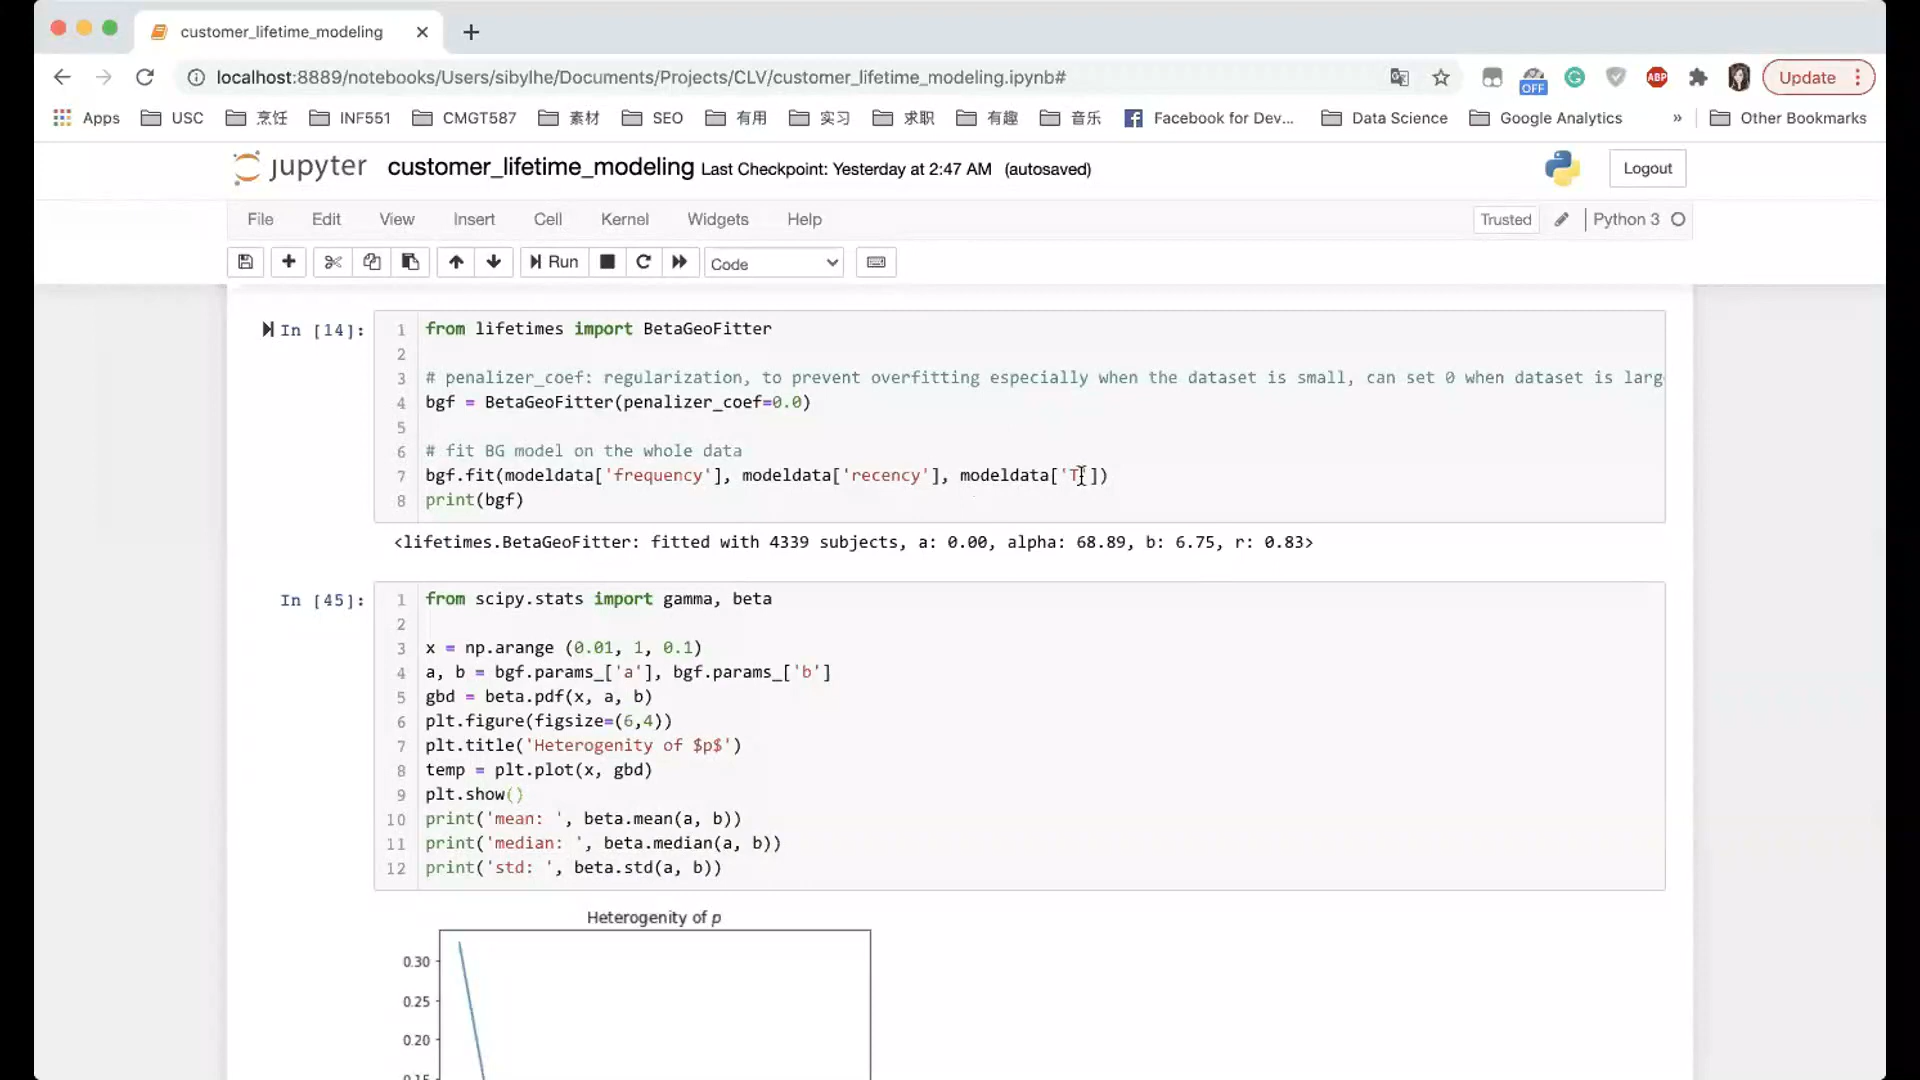 customer_lifetime_modeling
localhost:8889/notebooks/Users/sibylhe/Documents/Projects/CLV/customer_lifetime_modeling.ipynb#
OFF
ABP
Update
Apps USC 烹饪 INF551 CMGT587 素材 SEO 有用 实习 求职 有趣 音乐 Facebook for Dev... Data Science Google Analytics » Other Bookmarks
jupyter customer_lifetime_modeling Last Checkpoint: Yesterday at 2:47 AM (autosaved)
Logout
File Edit View Insert Cell Kernel Widgets Help
Trusted Python 3
Run Code
In [14]:
1 from lifetimes import BetaGeoFitter
2
3 # penalizer_coef: regularization, to prevent overfitting especially when the dataset is small, can set 0 when dataset is larg
4 bgf = BetaGeoFitter(penalizer_coef=0.0)
5
6 # fit BG model on the whole data
7 bgf.fit(modeldata['frequency'], modeldata['recency'], modeldata['T'])
8 print(bgf)
<lifetimes.BetaGeoFitter: fitted with 4339 subjects, a: 0.00, alpha: 68.89, b: 6.75, r: 0.83>
In [45]:
1 from scipy.stats import gamma, beta
2
3 x = np.arange (0.01, 1, 0.1)
4 a, b = bgf.params_['a'], bgf.params_['b']
5 gbd = beta.pdf(x, a, b)
6 plt.figure(figsize=(6,4))
7 plt.title('Heterogenity of $p$')
8 temp = plt.plot(x, gbd)
9 plt.show()
10 print('mean: ', beta.mean(a, b))
11 print('median: ', beta.median(a, b))
12 print('std: ', beta.std(a, b))
Heterogenity of p
0.30
0.25
0.20
0.15